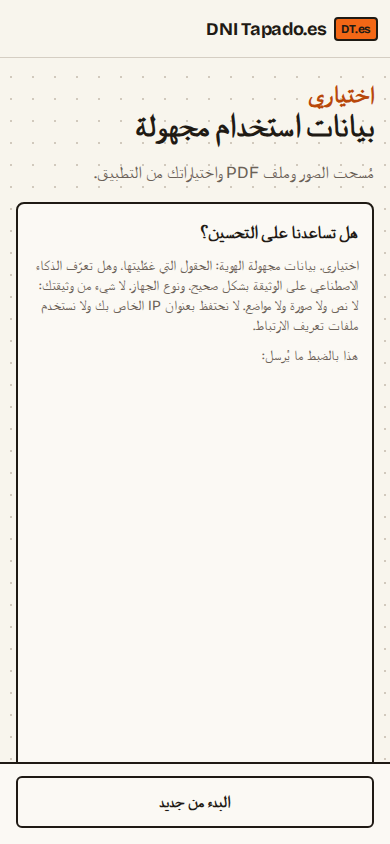 DNI Tapado.es DT.es
اختياري
بيانات استخدام مجهولة
مُسحت الصور وملف PDF واختياراتك من التطبيق.
هل تساعدنا على التحسين؟
اختياري. بيانات مجهولة الهوية: الحقول التي غطّيتها. وهل تعرّف الذكاء
الاصطناعي على الوثيقة بشكل صحيح. ونوع الجهاز. لا شيء من وثيقتك:
لا نص ولا صورة ولا مواضع. لا نحتفظ بعنوان IP الخاص بك ولا نستخدم
ملفات تعريف الارتباط.
هذا بالضبط ما يُرسل:
البدء من جديد